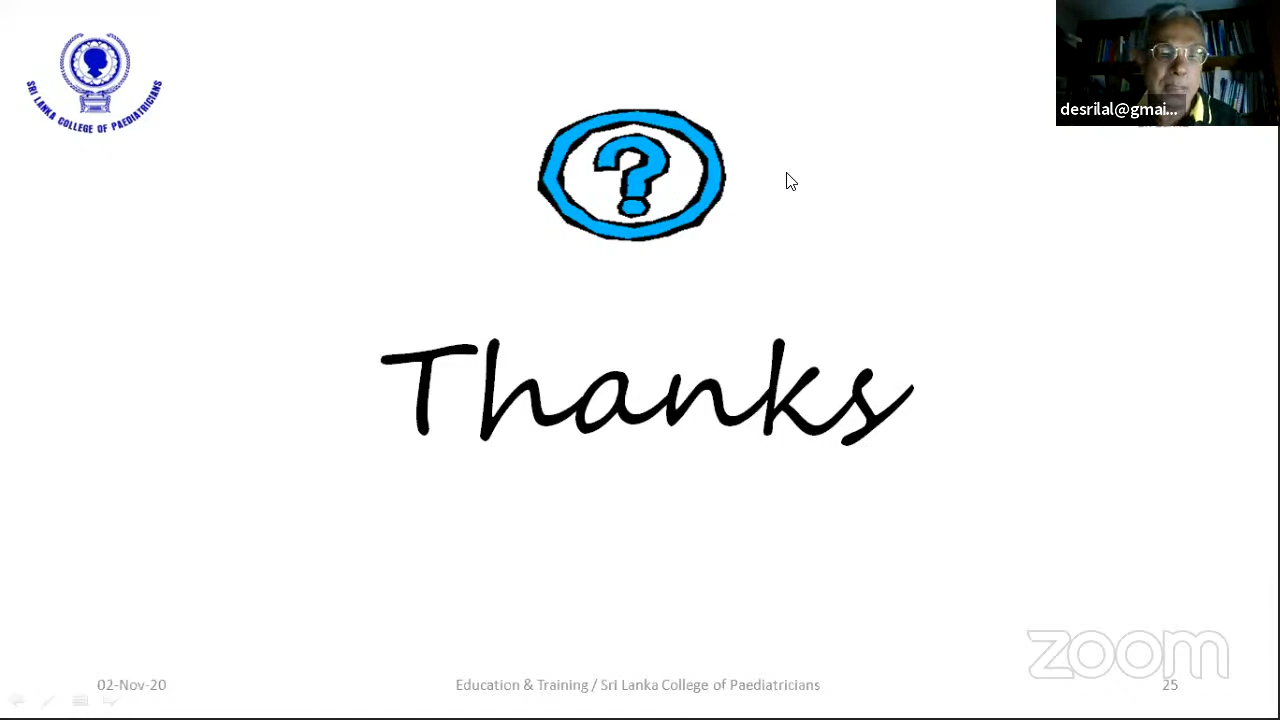 SRI LANKA COLLEGE OF PAEDIATRICIANS
desrilal@gmai...
?
Thanks
zoom
02-Nov-20
Education & Training / Sri Lanka College of Paediatricians
25